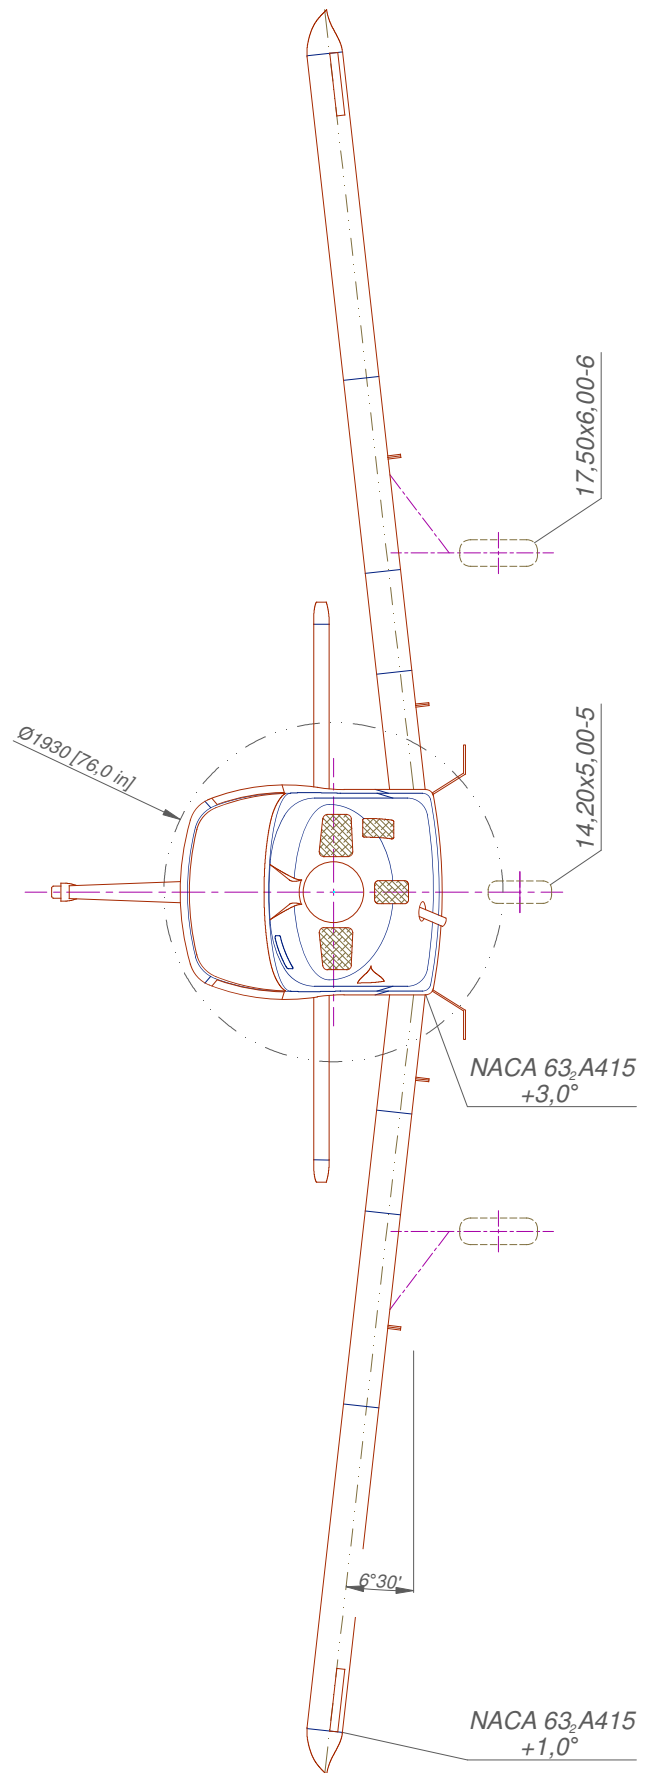 17,50x6,00-6
14,20x5,00-5
Ø1930 [76,0 in]
NACA 63₂A415
+3,0°
6°30'
NACA 63₂A415
+1,0°